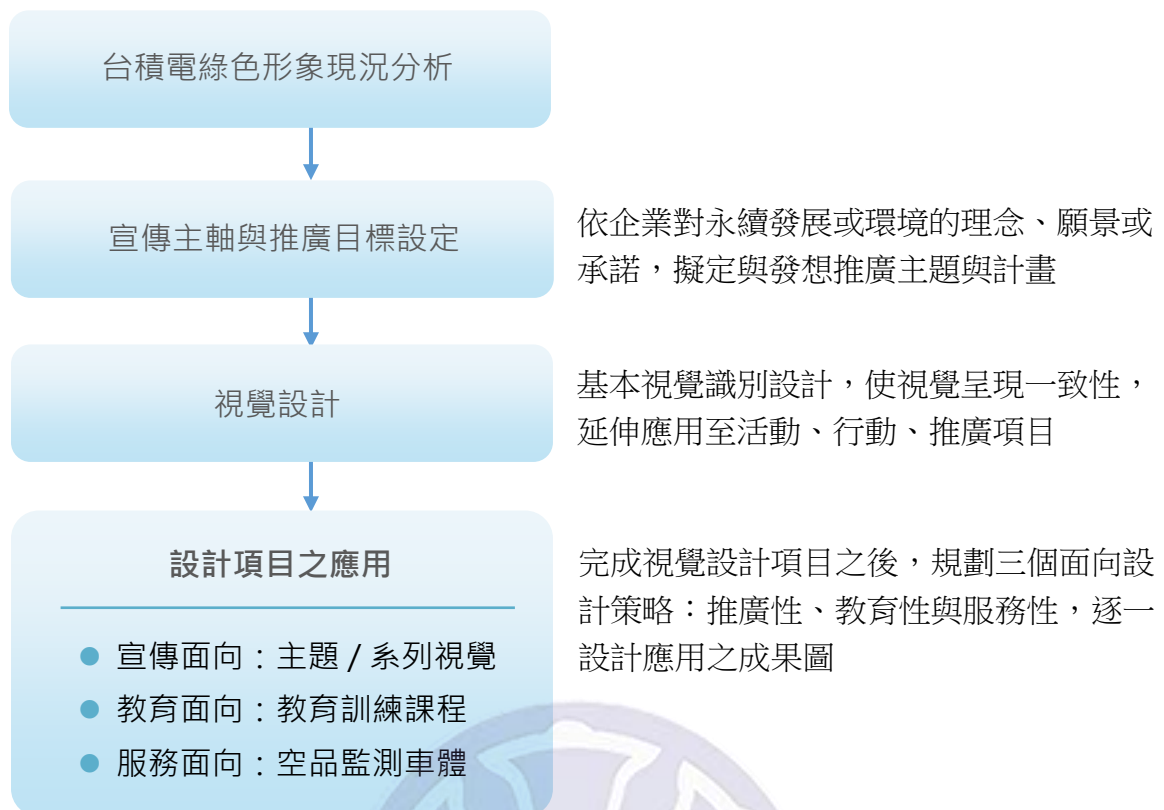 台積電綠色形象現況分析
宣傳主軸與推廣目標設定
依企業對永續發展或環境的理念、願景或
承諾，擬定與發想推廣主題與計畫
視覺設計
基本視覺識別設計，使視覺呈現一致性，
延伸應用至活動、行動、推廣項目
設計項目之應用
宣傳面向：主題 / 系列視覺
教育面向：教育訓練課程
服務面向：空品監測車體
完成視覺設計項目之後，規劃三個面向設
計策略：推廣性、教育性與服務性，逐一
設計應用之成果圖